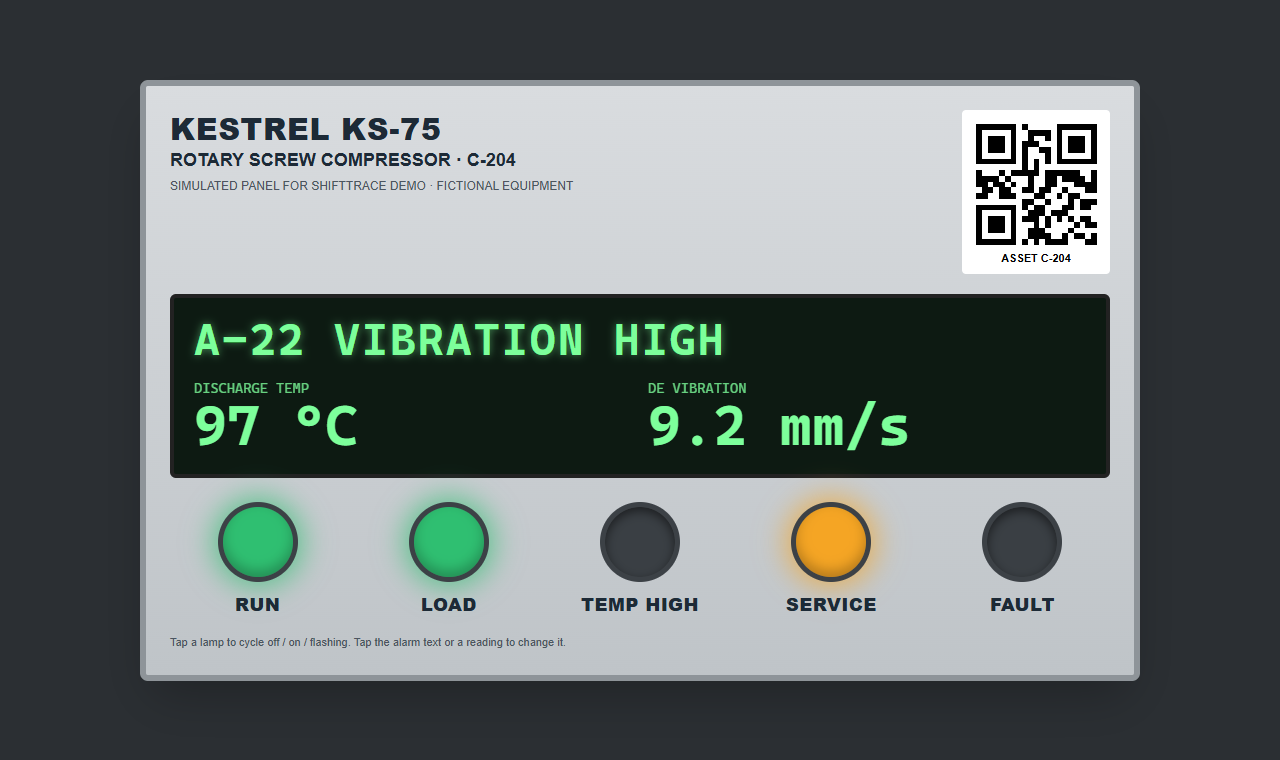 KESTREL KS-75
ROTARY SCREW COMPRESSOR · C-204
SIMULATED PANEL FOR SHIFTTRACE DEMO · FICTIONAL EQUIPMENT
ASSET C-204
A–22 VIBRATION HIGH
DISCHARGE TEMP
97 °C
DE VIBRATION
9.2 mm/s
RUN
LOAD
TEMP HIGH
SERVICE
FAULT
Tap a lamp to cycle off / on / flashing. Tap the alarm text or a reading to change it.